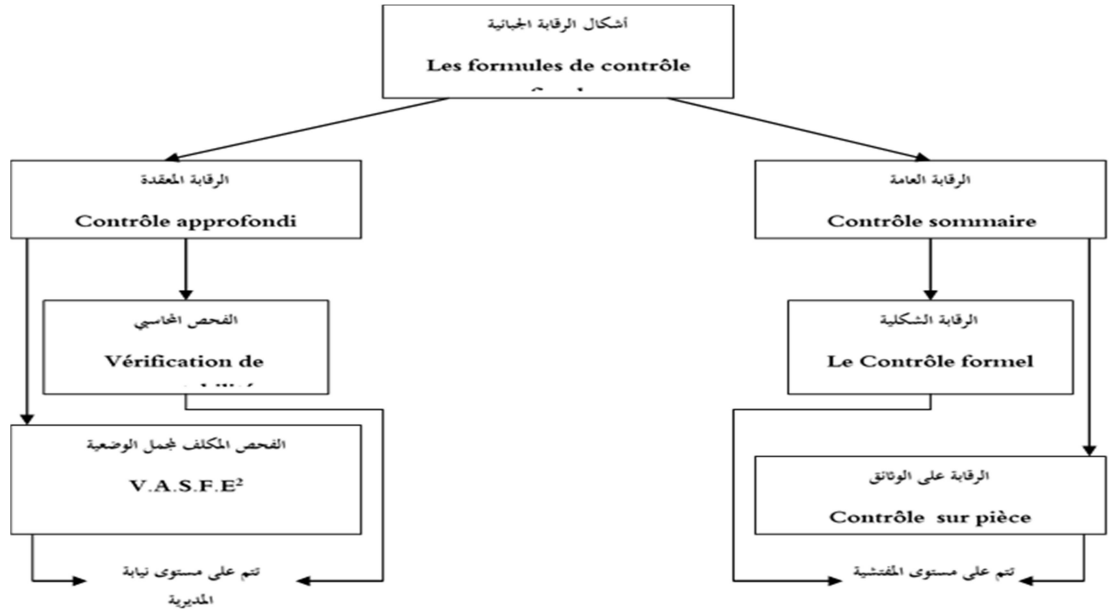 أشكال الرقابة الجبائية
Les formules de contrôle
الرقابة المعقدة
Contrôle approfondi
الرقابة العامة
Contrôle sommaire
الفحص المحاسبي
Vérification de
الرقابة الشكلية
Le Contrôle formel
الفحص المكلف لمجمل الوضعية
V.A.S.F.E²
الرقابة على الوثائق
Contrôle sur pièce
تتم على مستوى نيابة
المديرية
تتم على مستوى المفتشية